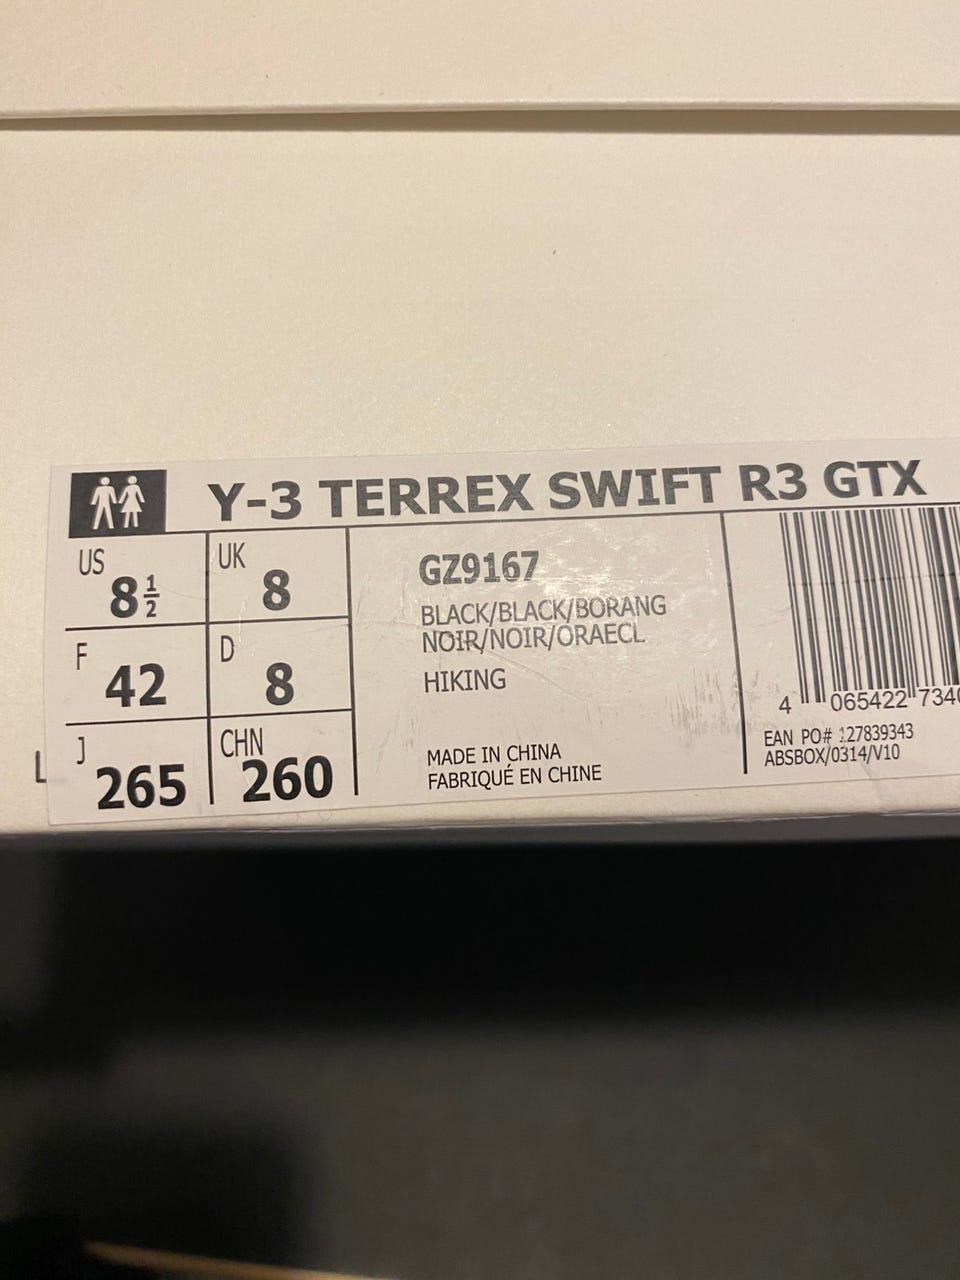 Y-3 TERREX SWIFT R3 GTX
US 8½
UK 8
F 42
D 8
J 265
CHN 260
GZ9167
BLACK/BLACK/BORANG
NOIR/NOIR/ORAECL
HIKING
MADE IN CHINA
FABRIQUÉ EN CHINE
4 065422 734
EAN PO# 127839343
ABSBOX/0314/V10
L